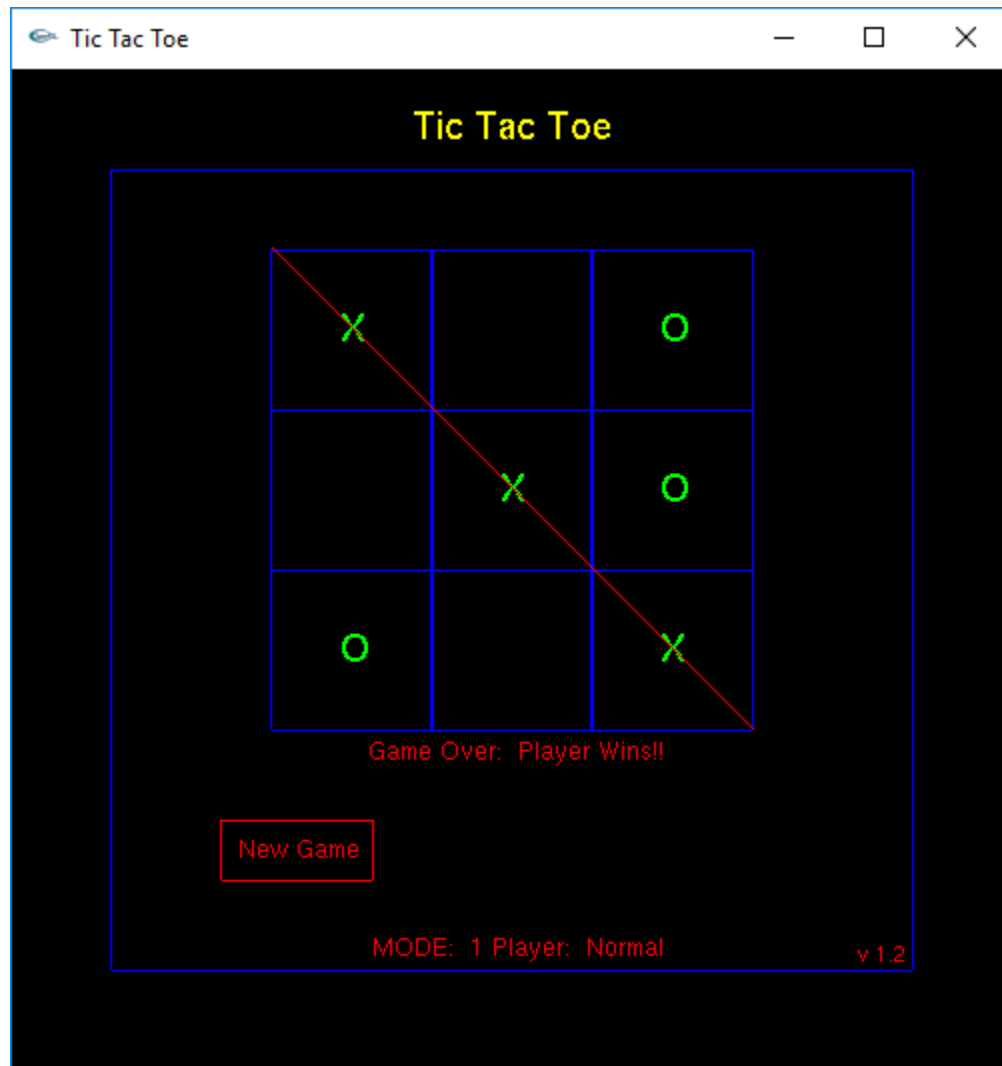 Tic Tac Toe
Tic Tac Toe
X O
X O
O X
Game Over:  Player Wins!!
New Game
MODE:  1 Player:  Normal
v 1.2